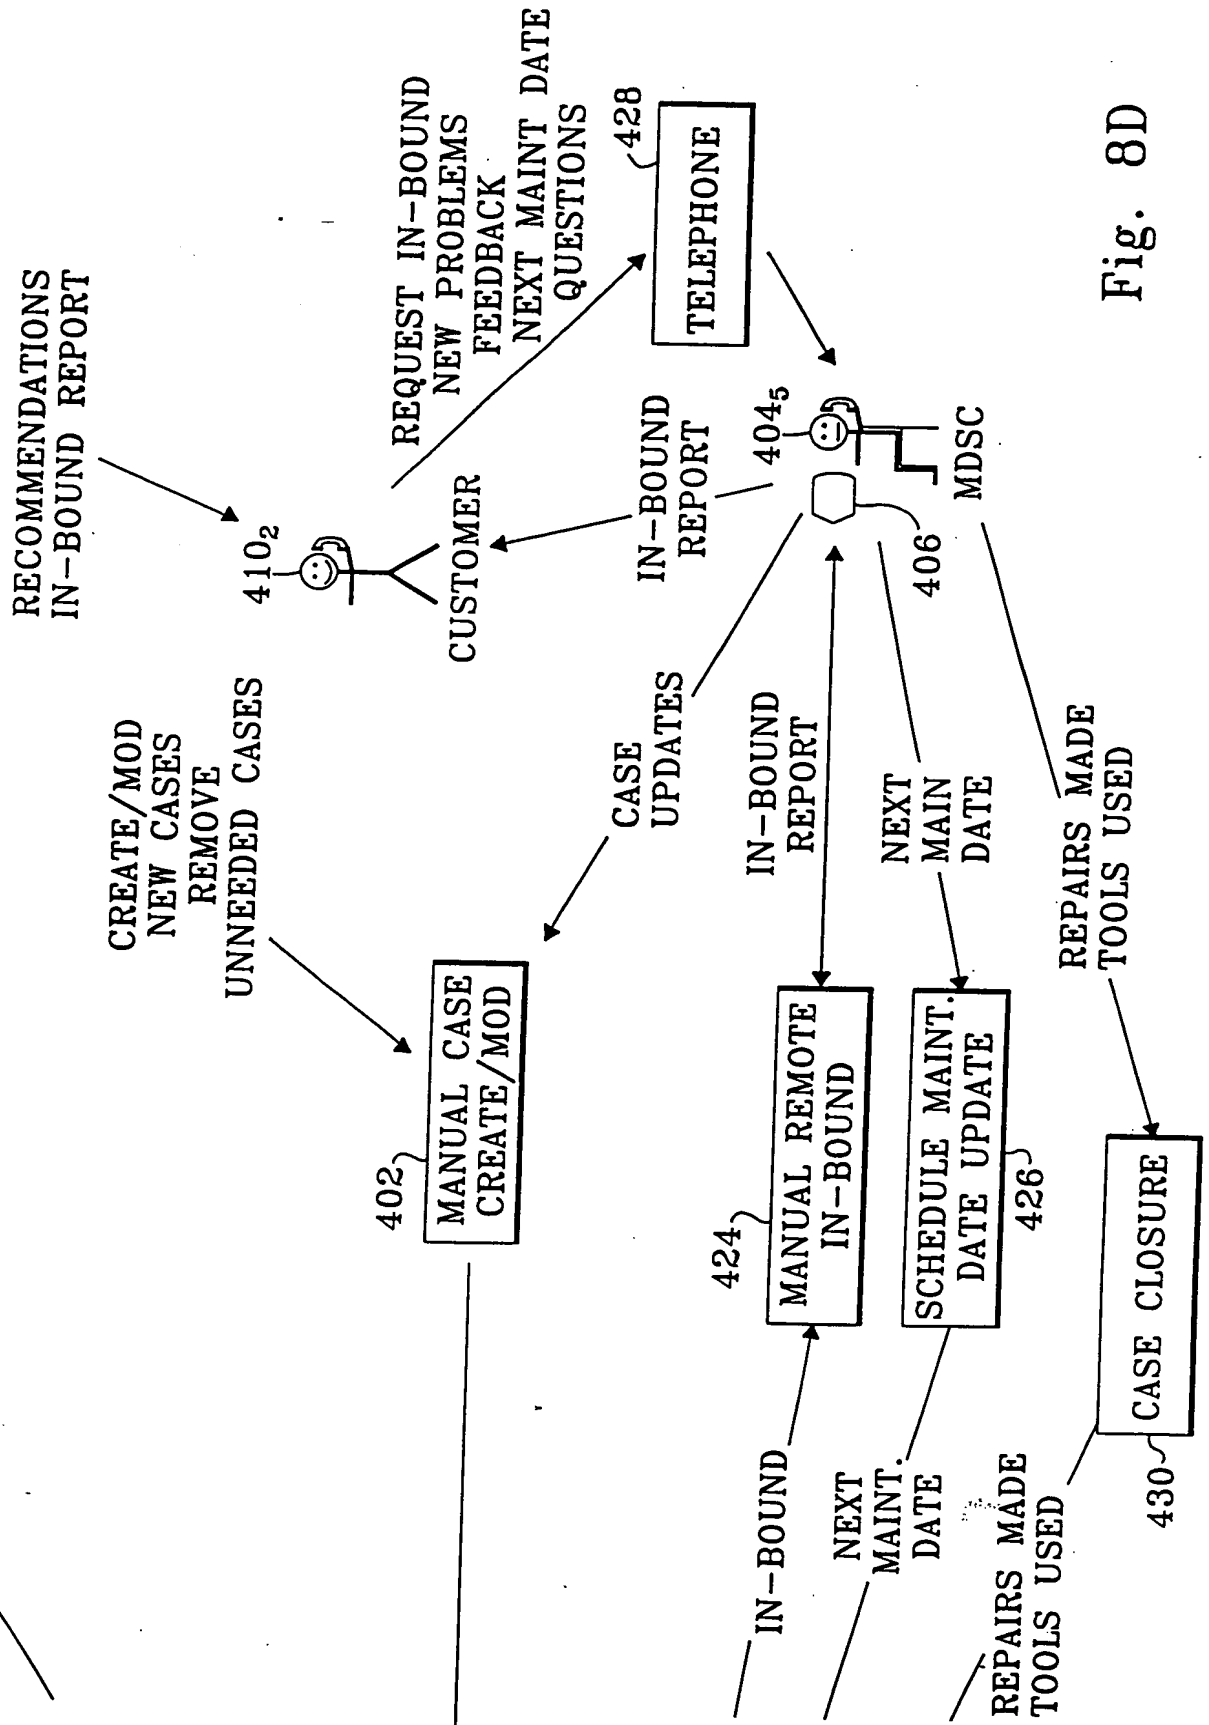 RECOMMENDATIONS
IN-BOUND REPORT
CREATE/MOD
NEW CASES
REMOVE
UNNEEDED CASES
410₂
CUSTOMER
REQUEST IN-BOUND
NEW PROBLEMS
FEEDBACK
NEXT MAINT DATE
QUESTIONS
402
MANUAL CASE
CREATE/MOD
CASE
UPDATES
IN-BOUND
REPORT
428
TELEPHONE
404₅
MDSC
406
IN-BOUND
REPORT
424
MANUAL REMOTE
IN-BOUND
IN-BOUND
NEXT
MAIN
DATE
SCHEDULE MAINT.
DATE UPDATE
426
NEXT
MAINT.
DATE
REPAIRS MADE
TOOLS USED
CASE CLOSURE
430
REPAIRS MADE
TOOLS USED
Fig. 8D